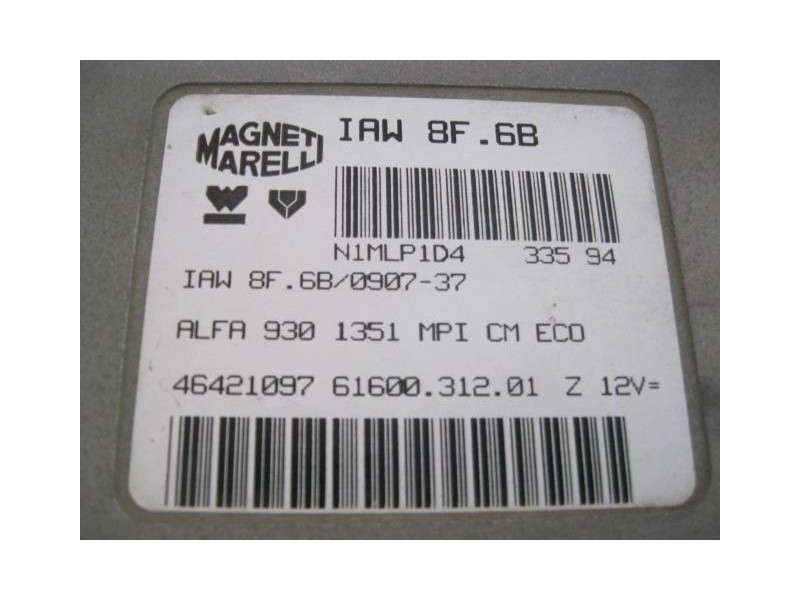 MAGNETI
MARELLI
IAW 8F.6B
N1MLP1D4 335 94
IAW 8F.6B/0907-37
ALFA 930 1351 MPI CM ECO
46421097 61600.312.01 Z 12V=